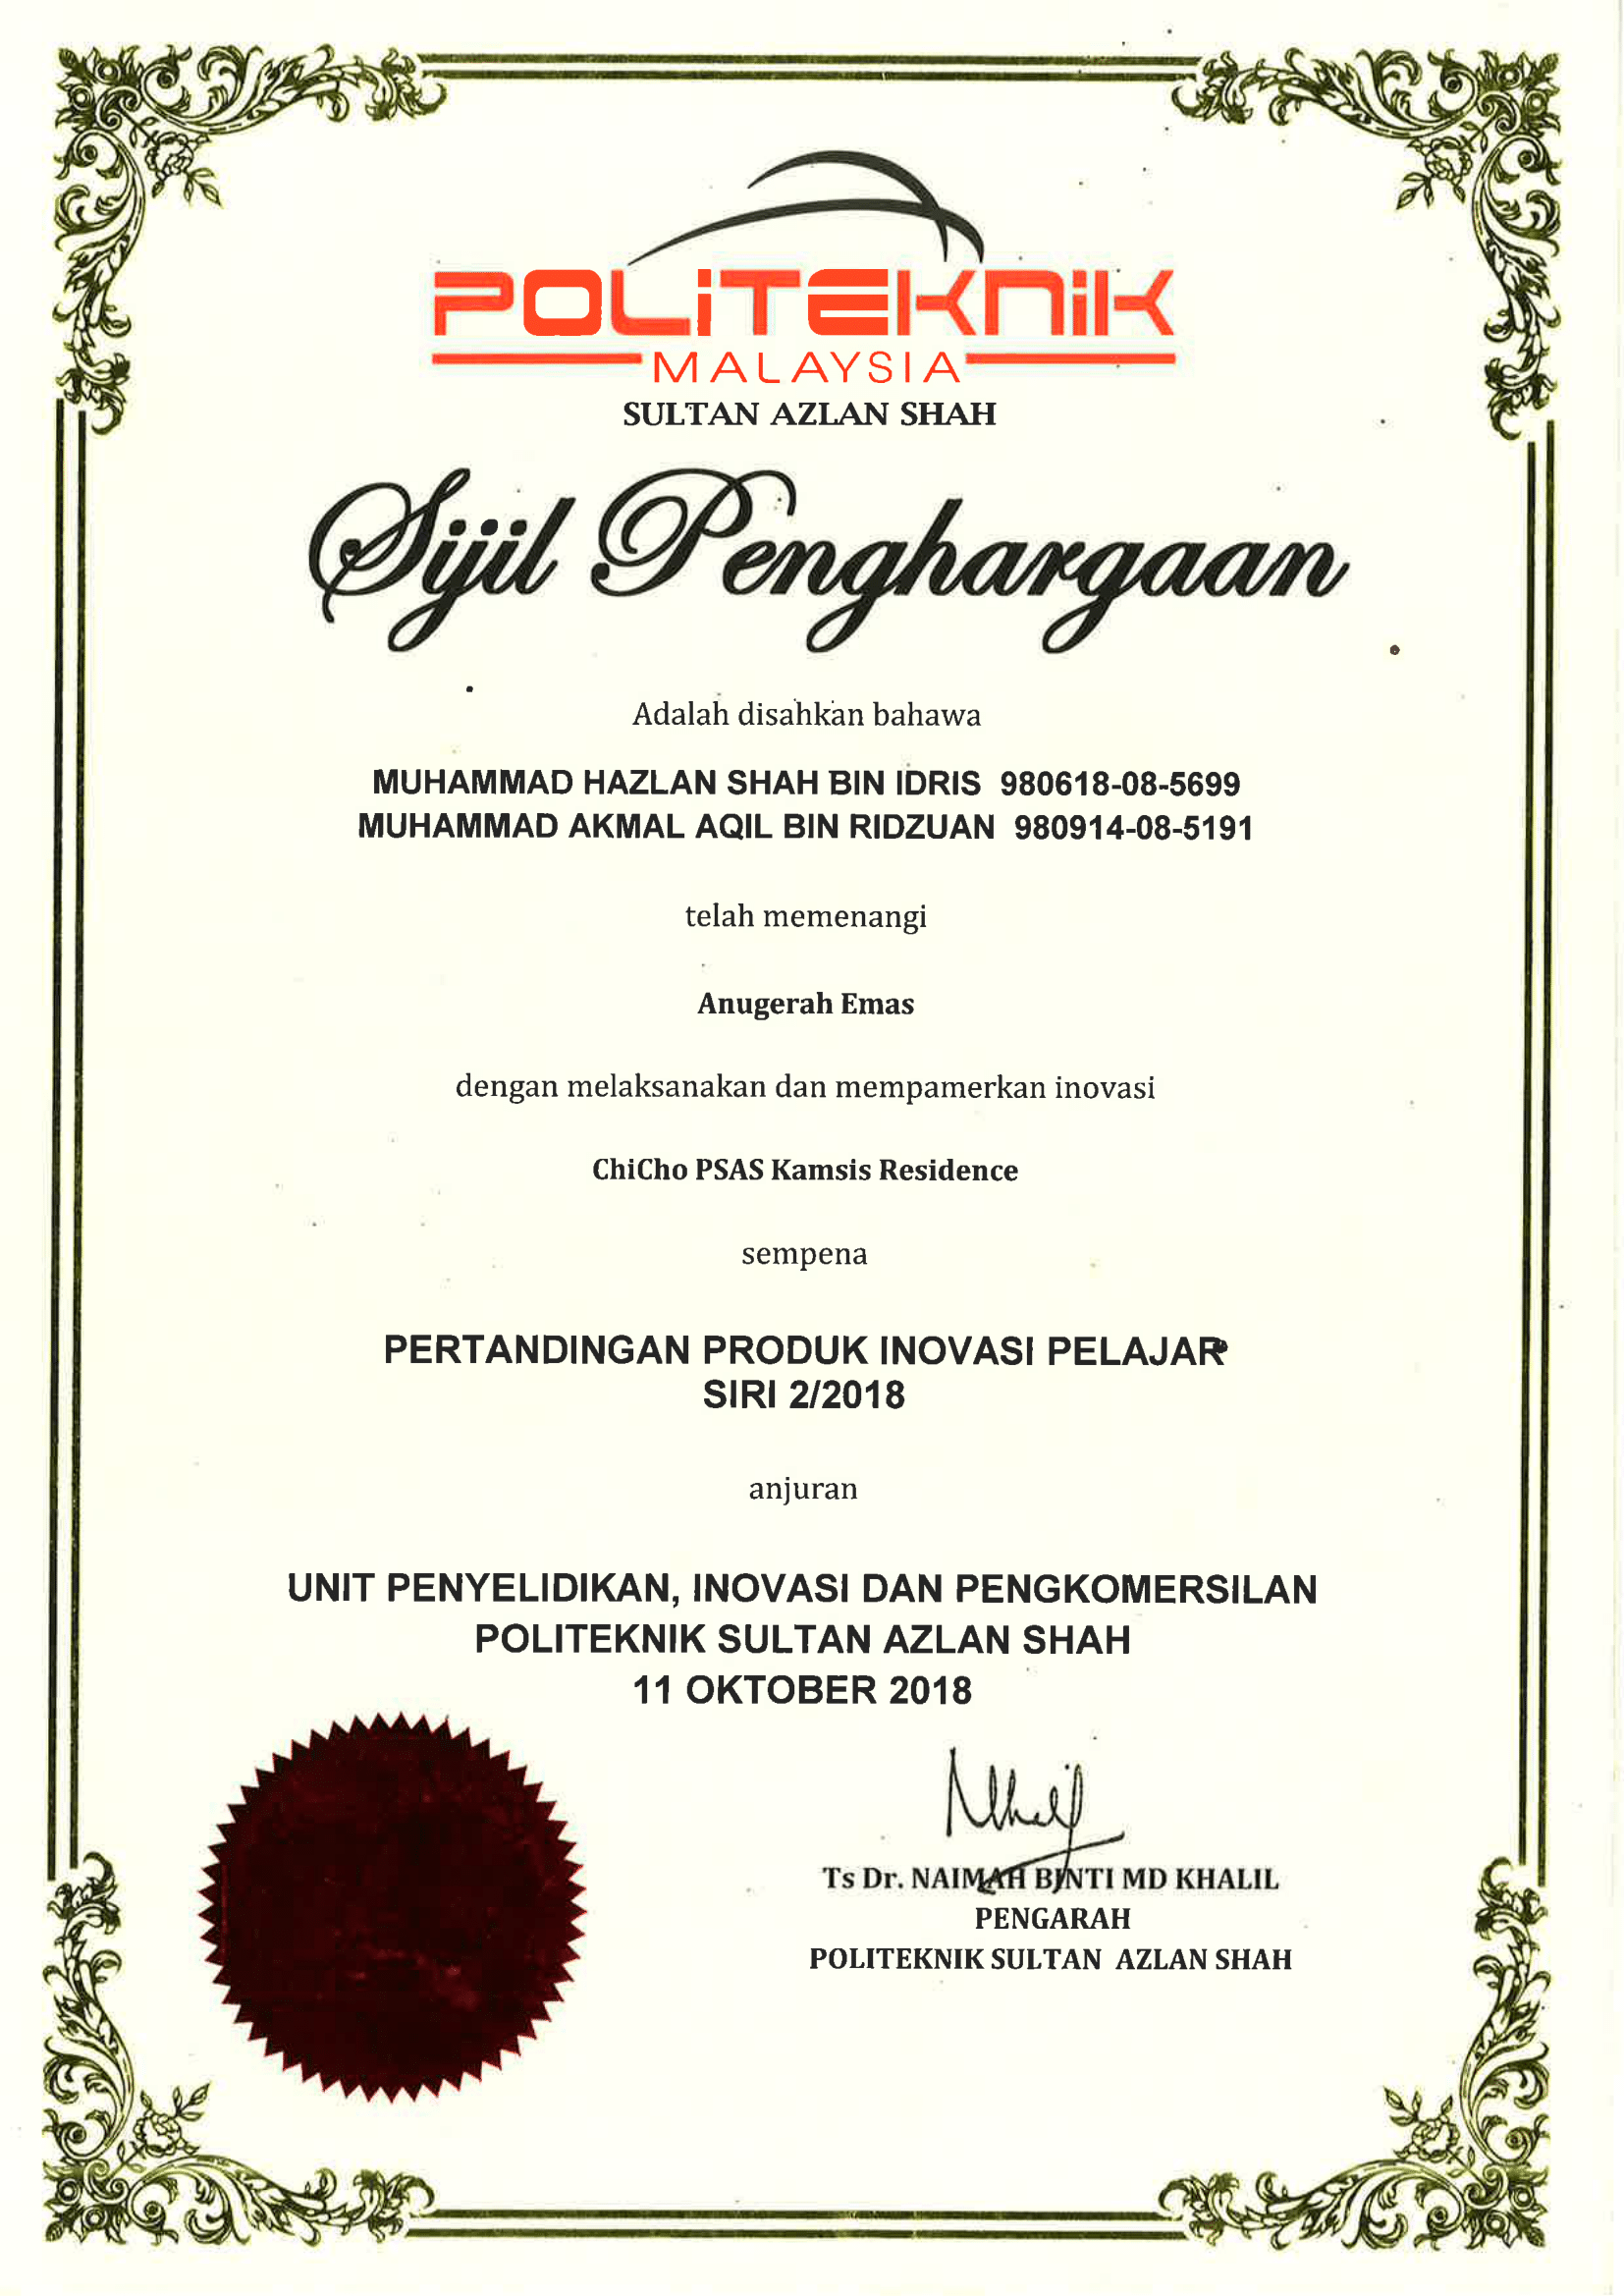 POLITEKNIK
MALAYSIA
SULTAN AZLAN SHAH
Sijil Penghargaan
Adalah disahkan bahawa
MUHAMMAD HAZLAN SHAH BIN IDRIS 980618-08-5699
MUHAMMAD AKMAL AQIL BIN RIDZUAN 980914-08-5191
telah memenangi
Anugerah Emas
dengan melaksanakan dan mempamerkan inovasi
ChiCho PSAS Kamsis Residence
sempena
PERTANDINGAN PRODUK INOVASI PELAJAR
SIRI 2/2018
anjuran
UNIT PENYELIDIKAN, INOVASI DAN PENGKOMERSILAN
POLITEKNIK SULTAN AZLAN SHAH
11 OKTOBER 2018
Ts Dr. NAIMAH BINTI MD KHALIL
PENGARAH
POLITEKNIK SULTAN AZLAN SHAH